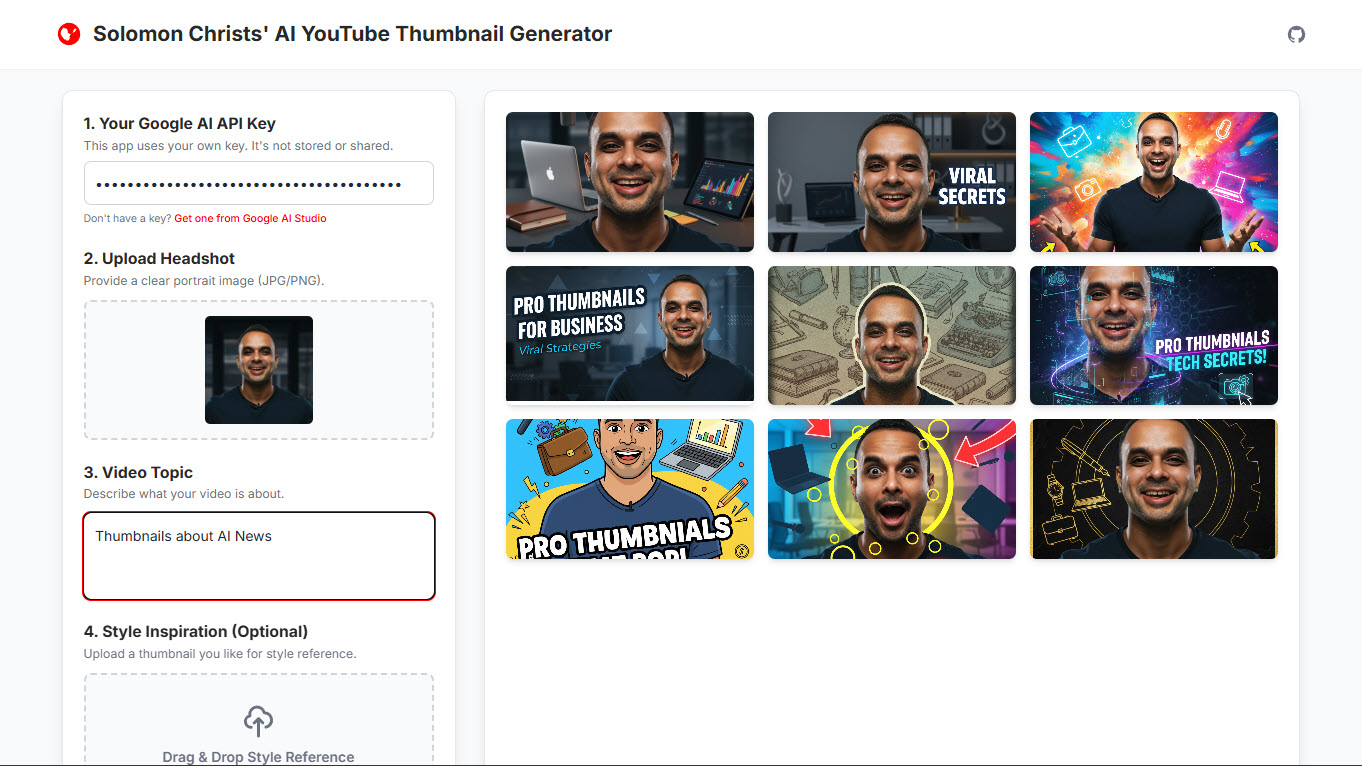 Solomon Christs' AI YouTube Thumbnail Generator
1. Your Google AI API Key
This app uses your own key. It's not stored or shared.
Don't have a key? Get one from Google AI Studio
2. Upload Headshot
Provide a clear portrait image (JPG/PNG).
3. Video Topic
Describe what your video is about.
Thumbnails about AI News
4. Style Inspiration (Optional)
Upload a thumbnail you like for style reference.
Drag & Drop Style Reference
VIRAL
SECRETS
PRO THUMBNAILS
FOR BUSINESS
Viral Strategies
PRO THUMBNIALS
TECH SECRETS!
PRO THUMBNIALS